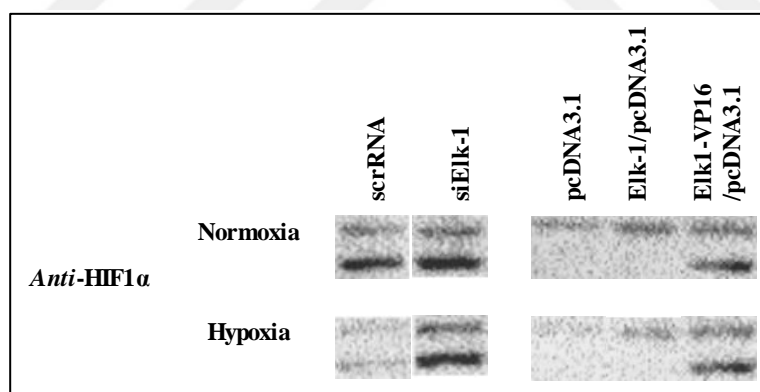 scrRNA
siElk-1
pcDNA3.1
Elk-1/pcDNA3.1
Elk1-VP16
/pcDNA3.1
Normoxia
Anti-HIF1α
Hypoxia